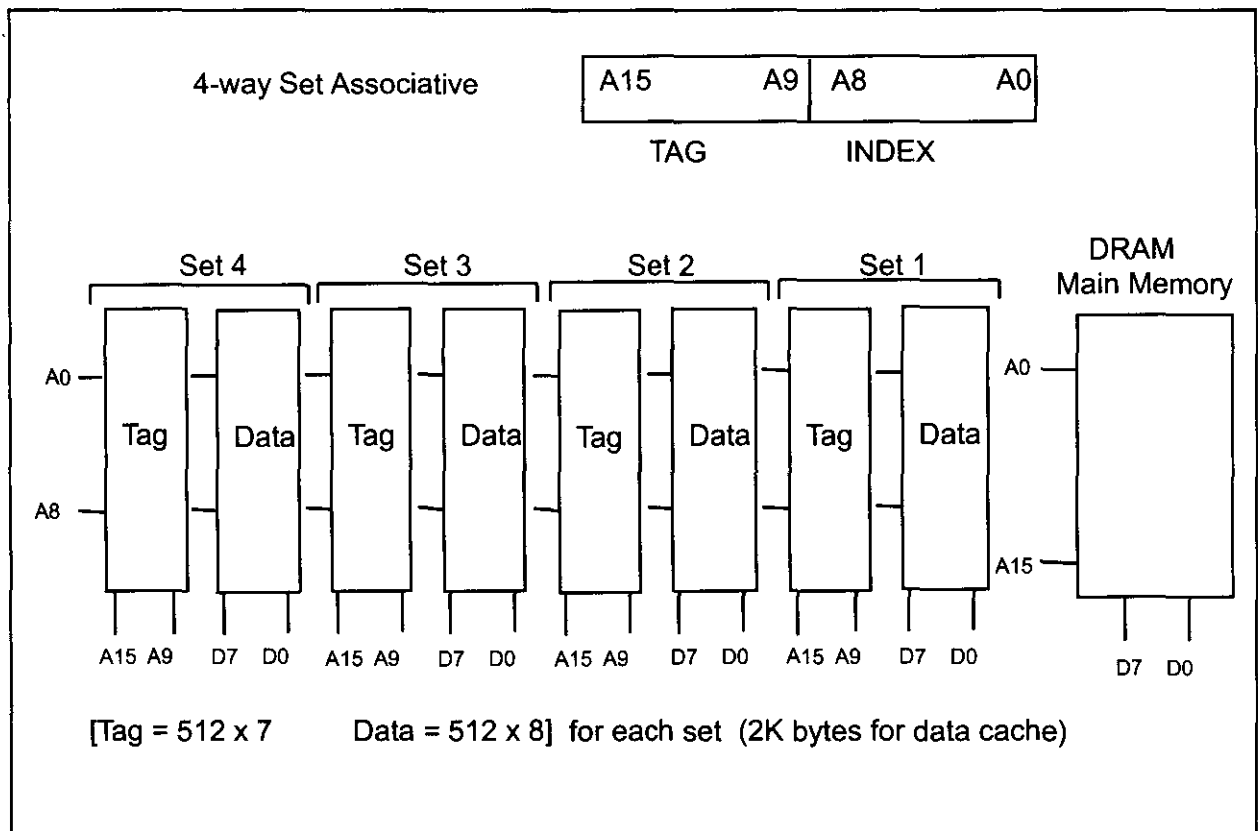 4-way Set Associative
A15 A9 A8 A0
TAG INDEX
Set 4 Set 3 Set 2 Set 1
DRAM
Main Memory
A0
A0
Tag Data Tag Data Tag Data Tag Data
A8
A15
A15 A9 D7 D0 A15 A9 D7 D0 A15 A9 D7 D0 A15 A9 D7 D0
D7 D0
[Tag = 512 x 7 Data = 512 x 8] for each set (2K bytes for data cache)